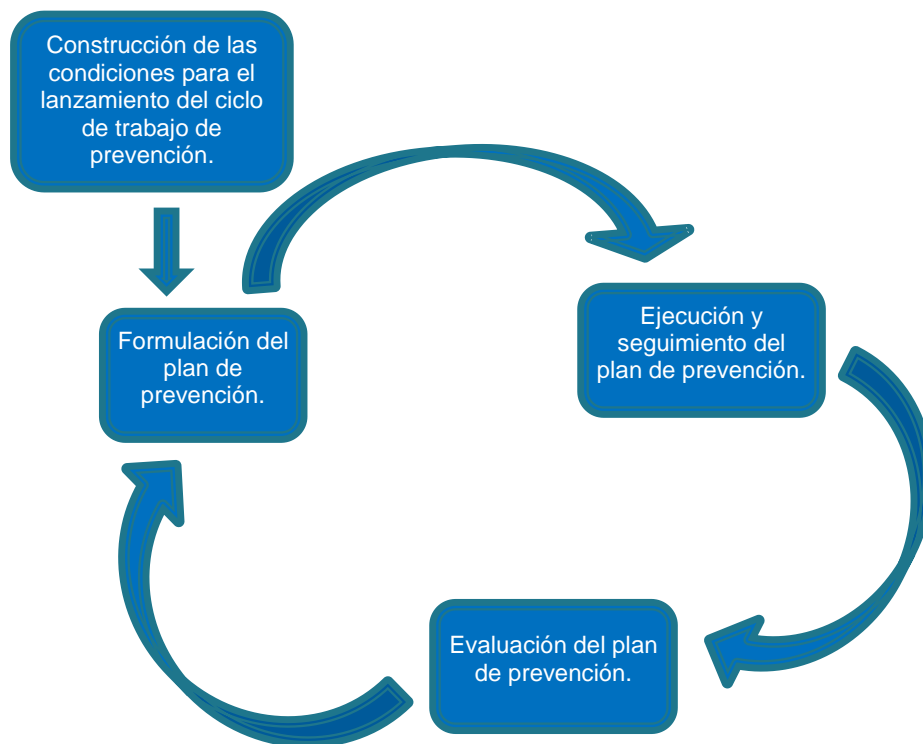 Construcción de las
condiciones para el
lanzamiento del ciclo
de trabajo de
prevención.
Formulación del
plan de
prevención.
Ejecución y
seguimiento del
plan de prevención.
Evaluación del plan
de prevención.